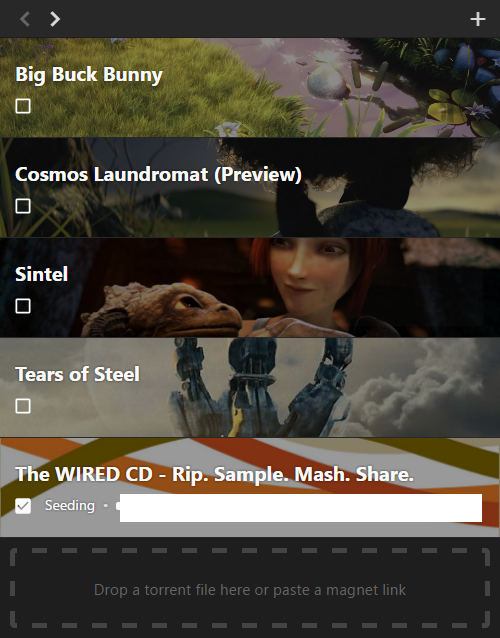 Big Buck Bunny
Cosmos Laundromat (Preview)
Sintel
Tears of Steel
The WIRED CD - Rip. Sample. Mash. Share.
Seeding •
Drop a torrent file here or paste a magnet link